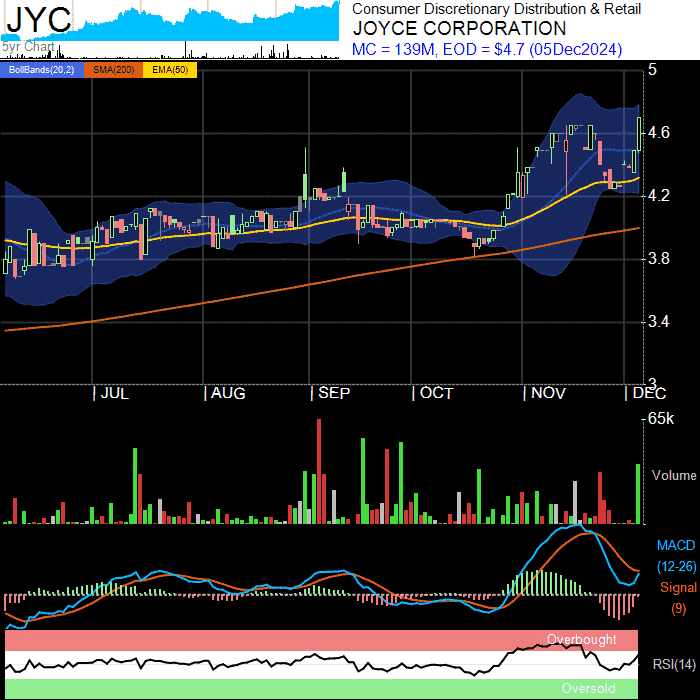 JYC
5yr Chart
Consumer Discretionary Distribution & Retail
JOYCE CORPORATION
MC = 139M, EOD = $4.7 (05Dec2024)
BollBands(20,2) SMA(200) EMA(50)
5
4.6
4.2
3.8
3.4
3
JUL AUG SEP OCT NOV DEC
65k
Volume
MACD
(12-26)
Signal
(9)
Overbought
RSI(14)
Oversold